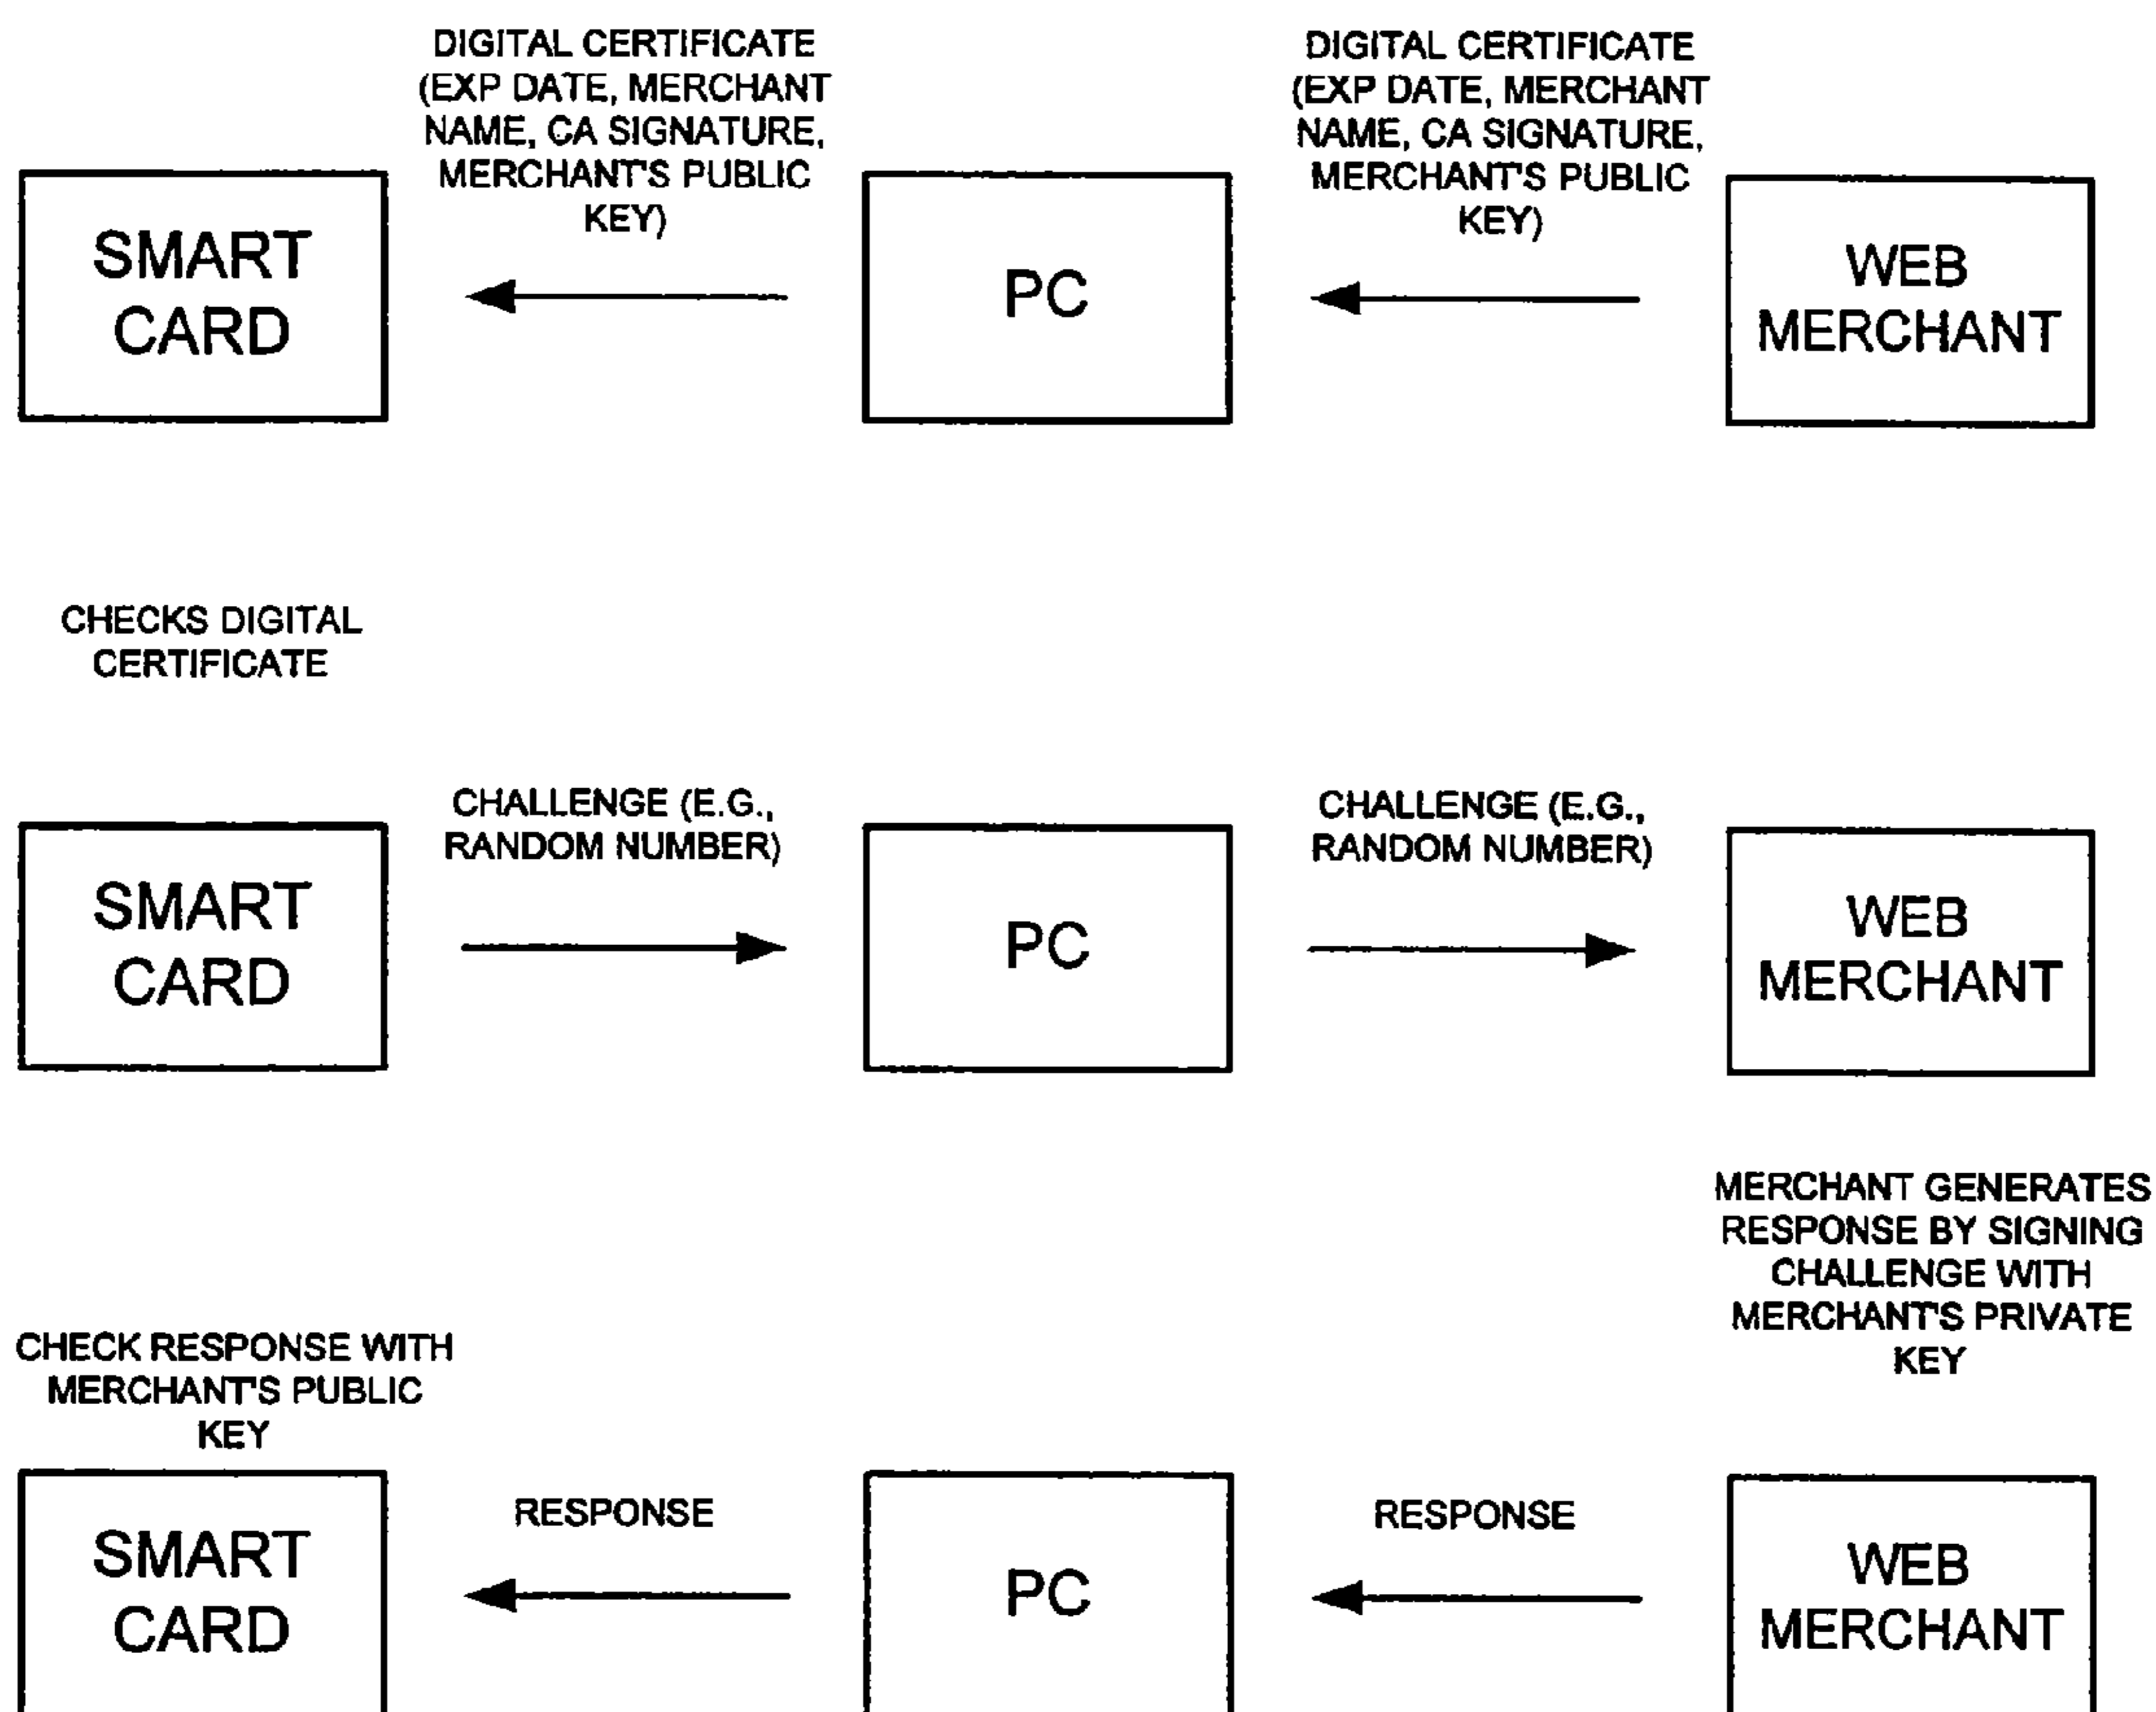 DIGITAL CERTIFICATE
(EXP DATE, MERCHANT
NAME, CA SIGNATURE,
MERCHANT'S PUBLIC
KEY)
DIGITAL CERTIFICATE
(EXP DATE, MERCHANT
NAME, CA SIGNATURE,
MERCHANT'S PUBLIC
KEY)
SMART
CARD
PC
WEB
MERCHANT
CHECKS DIGITAL
CERTIFICATE
CHALLENGE (E.G.,
RANDOM NUMBER)
CHALLENGE (E.G.,
RANDOM NUMBER)
SMART
CARD
PC
WEB
MERCHANT
MERCHANT GENERATES
RESPONSE BY SIGNING
CHALLENGE WITH
MERCHANT'S PRIVATE
KEY
CHECK RESPONSE WITH
MERCHANT'S PUBLIC
KEY
RESPONSE
RESPONSE
SMART
CARD
PC
WEB
MERCHANT